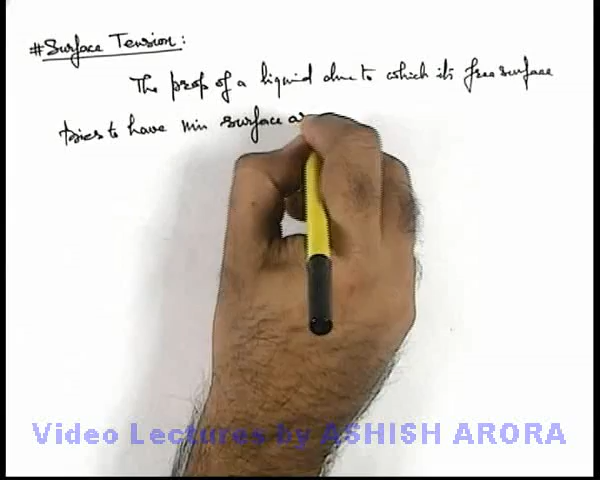 #Surface Tension:
The prop of a liquid due to which its free surface
tries to have min surface a
Video Lectures by ASHISH ARORA